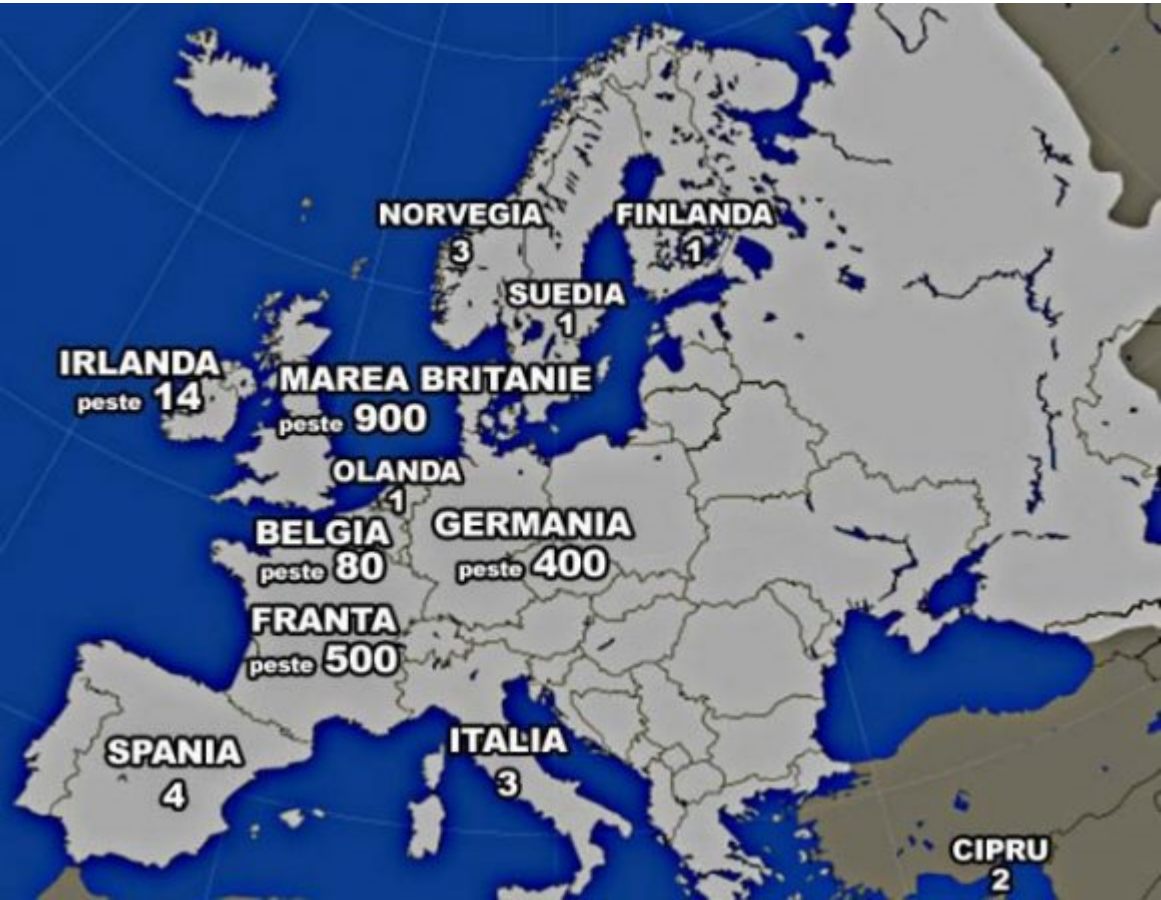 NORVEGIA
3
FINLANDA
1
SUEDIA
1
IRLANDA
peste 14
MAREA BRITANIE
peste 900
OLANDA
1
BELGIA
peste 80
GERMANIA
peste 400
FRANTA
peste 500
SPANIA
4
ITALIA
3
CIPRU
2